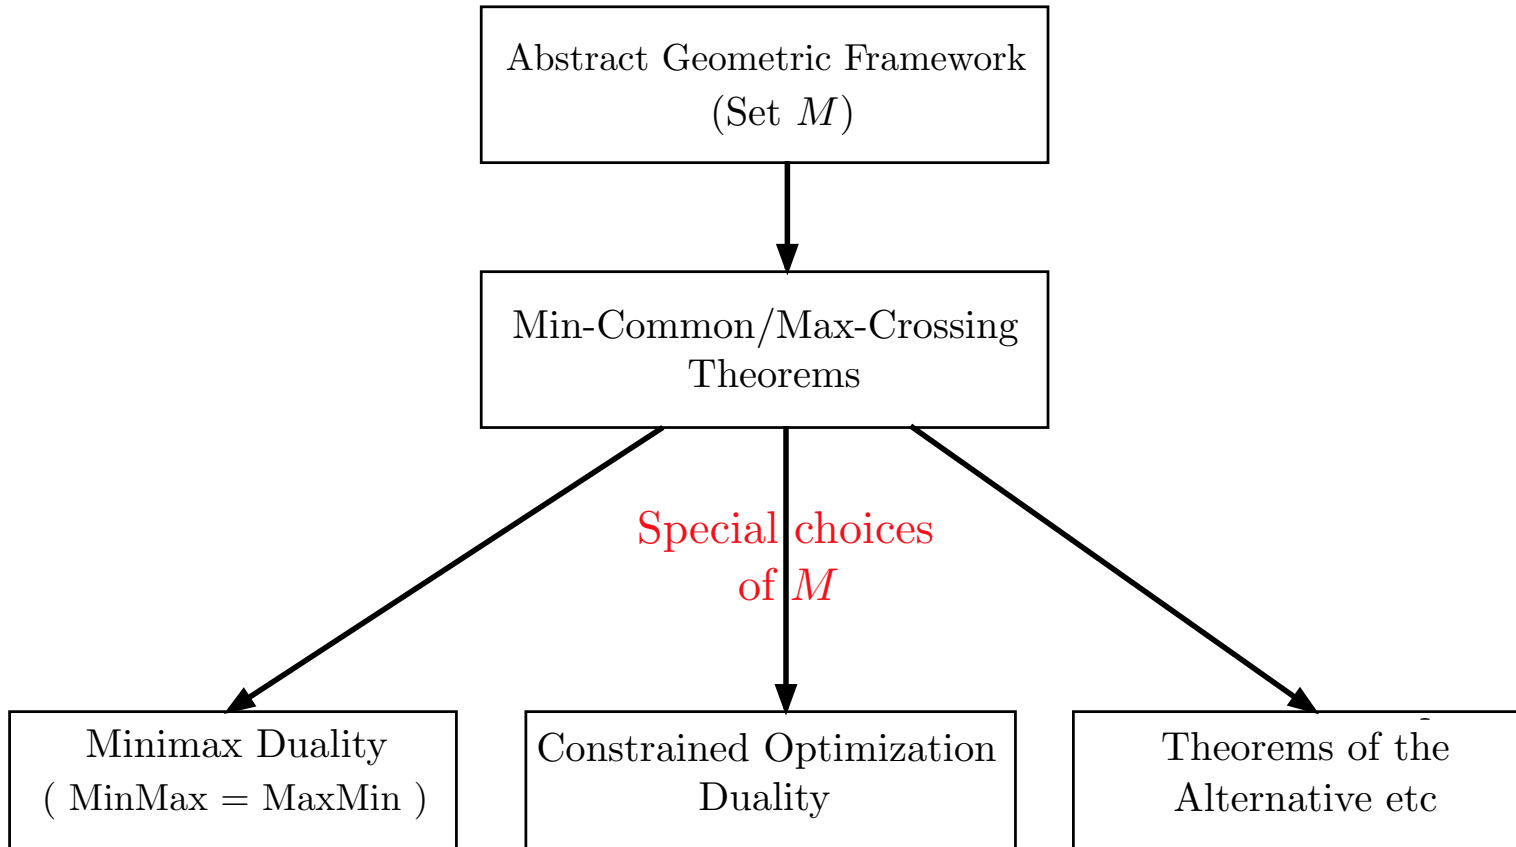 Abstract Geometric Framework
(Set M)
Min-Common/Max-Crossing
Theorems
Special choices
of M
Minimax Duality
( MinMax = MaxMin )
Constrained Optimization
Duality
Theorems of the
Alternative etc